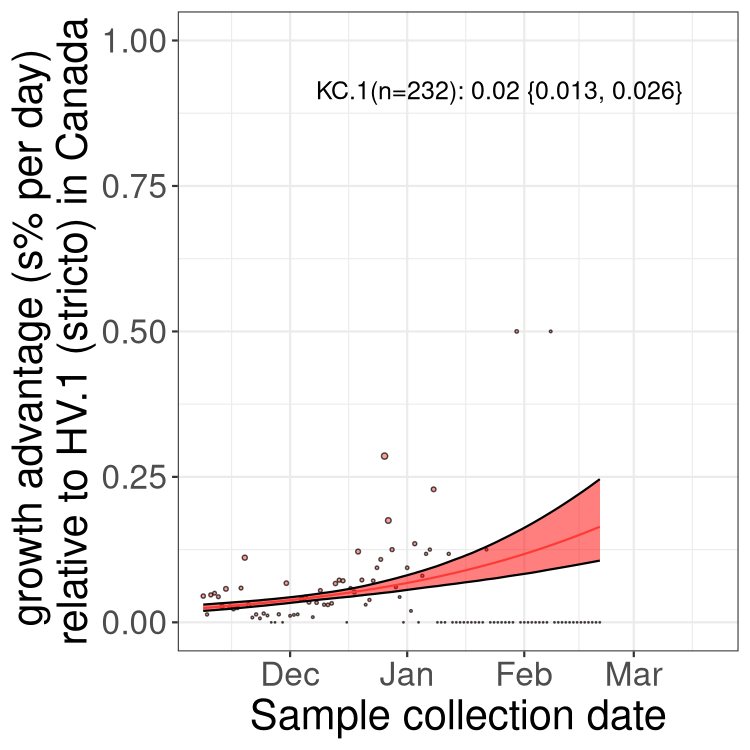 growth advantage (s% per day)
relative to HV.1 (stricto) in Canada
1.00
0.75
0.50
0.25
0.00
KC.1(n=232): 0.02 {0.013, 0.026}
Dec Jan Feb Mar
Sample collection date